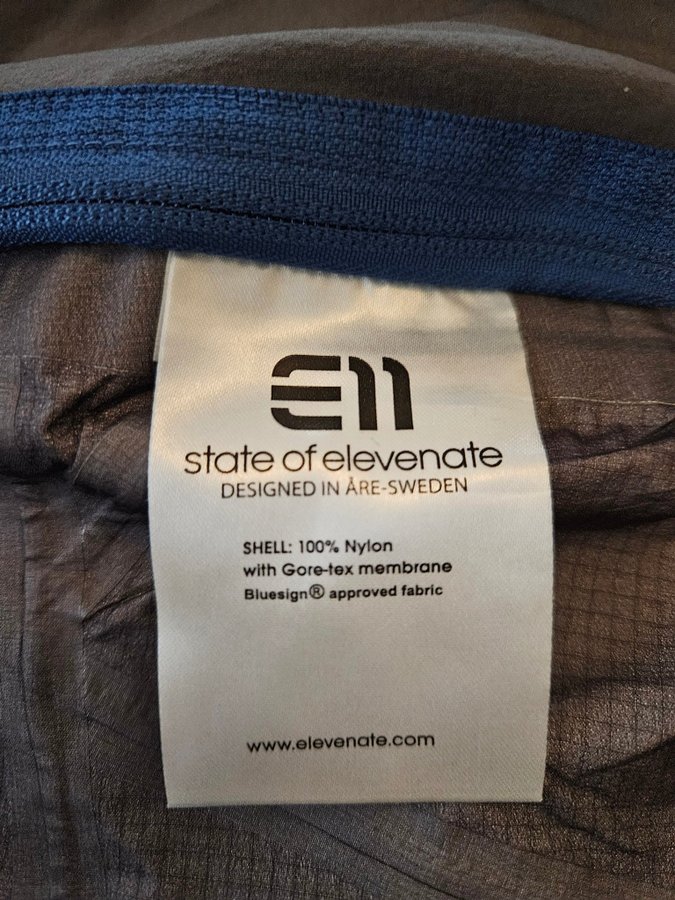 E11
state of elevenate
DESIGNED IN ÅRE-SWEDEN
SHELL: 100% Nylon
with Gore-tex membrane
Bluesign® approved fabric
www.elevenate.com